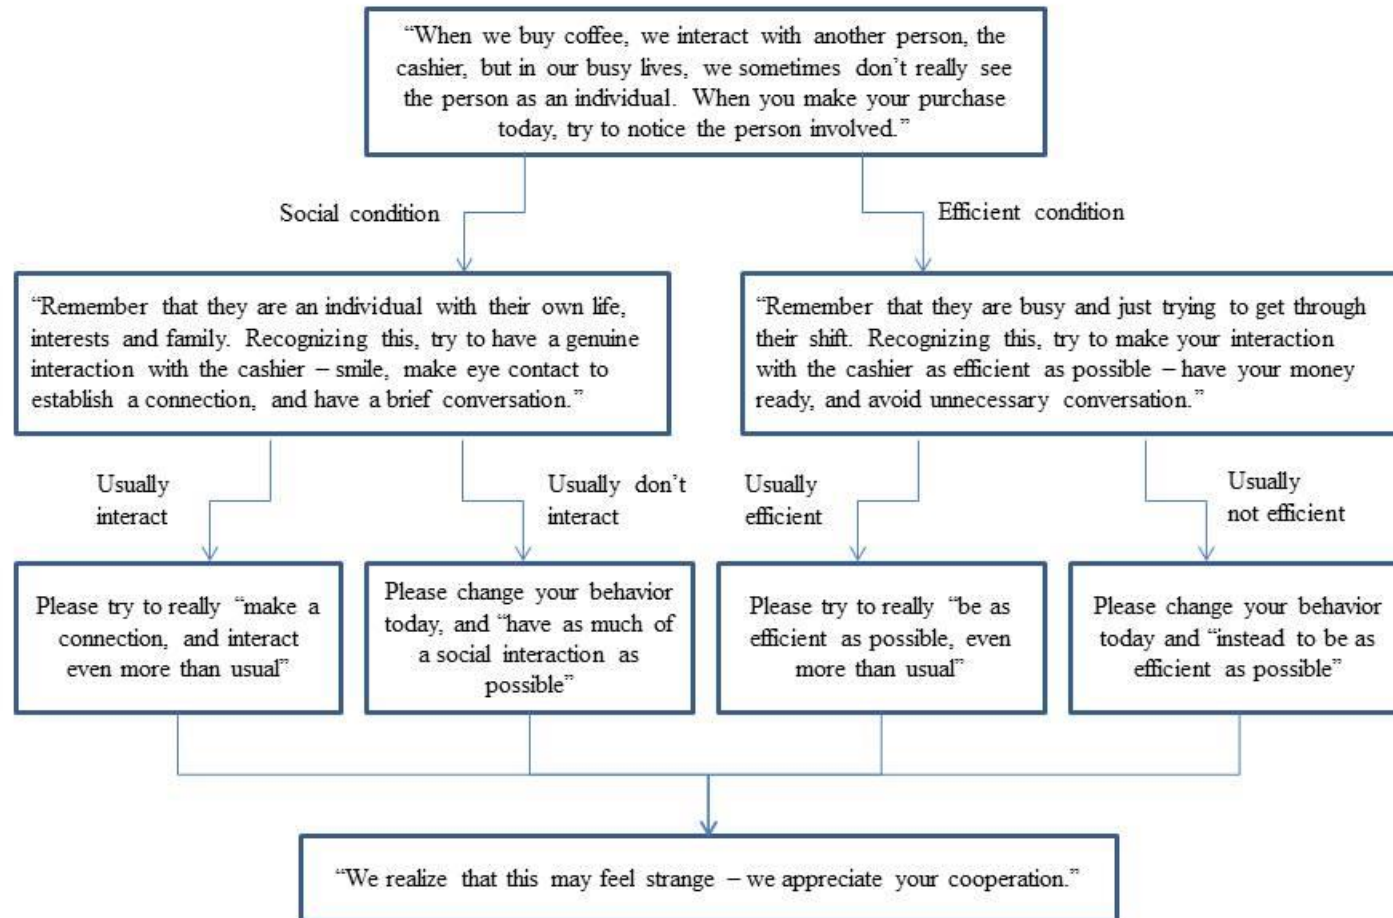 “When we buy coffee, we interact with another person, the
cashier, but in our busy lives, we sometimes don’t really see
the person as an individual. When you make your purchase
today, try to notice the person involved.”
Social condition
Efficient condition
“Remember that they are an individual with their own life,
interests and family. Recognizing this, try to have a genuine
interaction with the cashier – smile, make eye contact to
establish a connection, and have a brief conversation.”
“Remember that they are busy and just trying to get through
their shift. Recognizing this, try to make your interaction
with the cashier as efficient as possible – have your money
ready, and avoid unnecessary conversation.”
Usually
interact
Usually don’t
interact
Usually
efficient
Usually
not efficient
Please try to really “make a
connection, and interact
even more than usual”
Please change your behavior
today, and “have as much of
a social interaction as
possible”
Please try to really “be as
efficient as possible, even
more than usual”
Please change your behavior
today and “instead to be as
efficient as possible”
“We realize that this may feel strange – we appreciate your cooperation.”